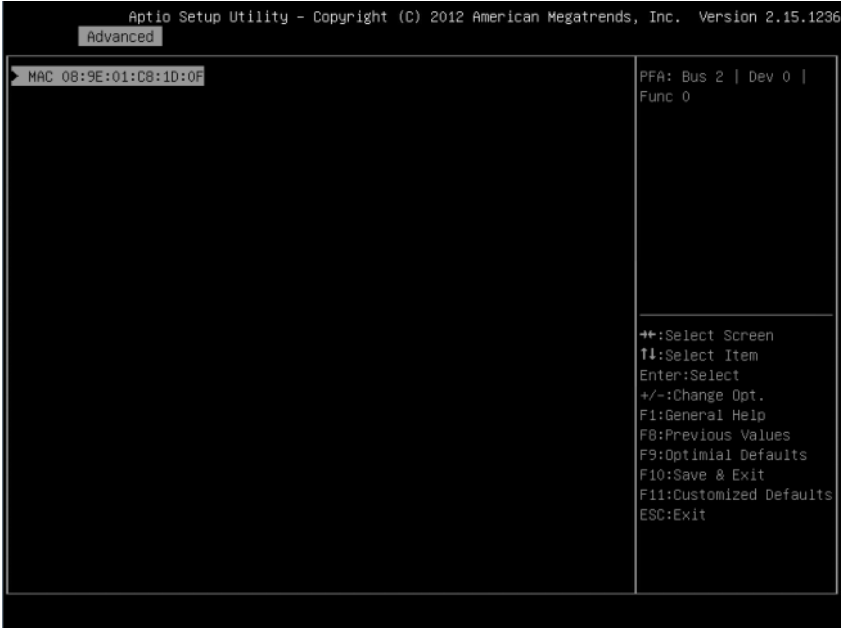 Aptio Setup Utility - Copyright (C) 2012 American Megatrends, Inc. Version 2.15.1236
Advanced
MAC 08:9E:01:C8:1D:0F
PFA: Bus 2 | Dev 0 |
Func 0
→←:Select Screen
↑↓:Select Item
Enter:Select
+/-:Change Opt.
F1:General Help
F8:Previous Values
F9:Optimial Defaults
F10:Save & Exit
F11:Customized Defaults
ESC:Exit